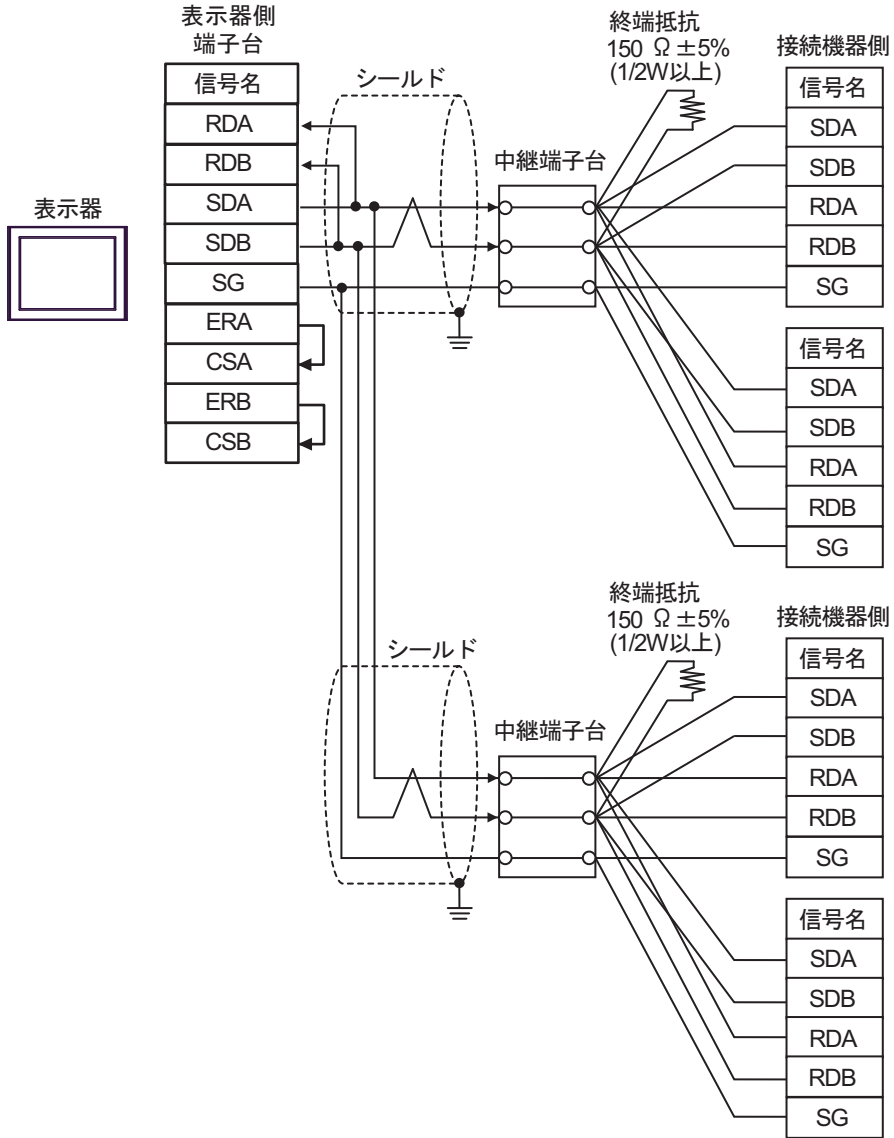 表示器側
端子台
信号名
RDA
RDB
SDA
SDB
SG
ERA
CSA
ERB
CSB
表示器
シールド
中継端子台
終端抵抗
150 Ω ±5%
(1/2W以上)
接続機器側
信号名
SDA
SDB
RDA
RDB
SG
信号名
SDA
SDB
RDA
RDB
SG
シールド
中継端子台
終端抵抗
150 Ω ±5%
(1/2W以上)
接続機器側
信号名
SDA
SDB
RDA
RDB
SG
信号名
SDA
SDB
RDA
RDB
SG